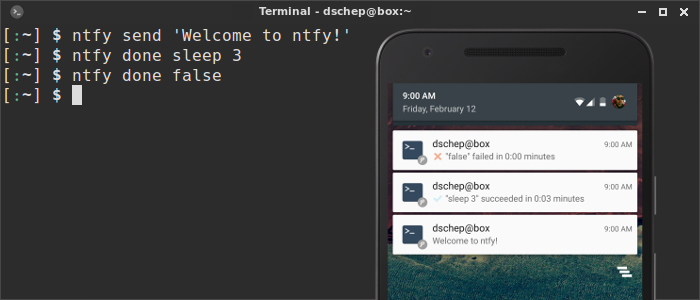 Terminal - dschep@box:~
[:~] $ ntfy send 'Welcome to ntfy!'
[:~] $ ntfy done sleep 3
[:~] $ ntfy done false
[:~] $
9:00 AM
Friday, February 12
dschep@box 9:00 AM
"false" failed in 0:00 minutes
dschep@box 9:00 AM
"sleep 3" succeeded in 0:03 minutes
dschep@box 9:00 AM
Welcome to ntfy!